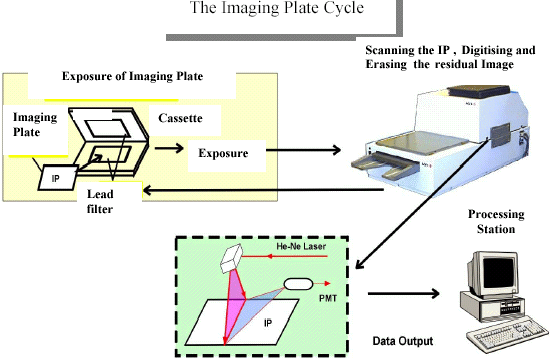 The Imaging Plate Cycle
Scanning the IP , Digitising and
Erasing the residual Image
Exposure of Imaging Plate
Imaging
Plate
Cassette
Exposure
IP
Lead
filter
Processing
Station
He-Ne Laser
PMT
IP
Data Output